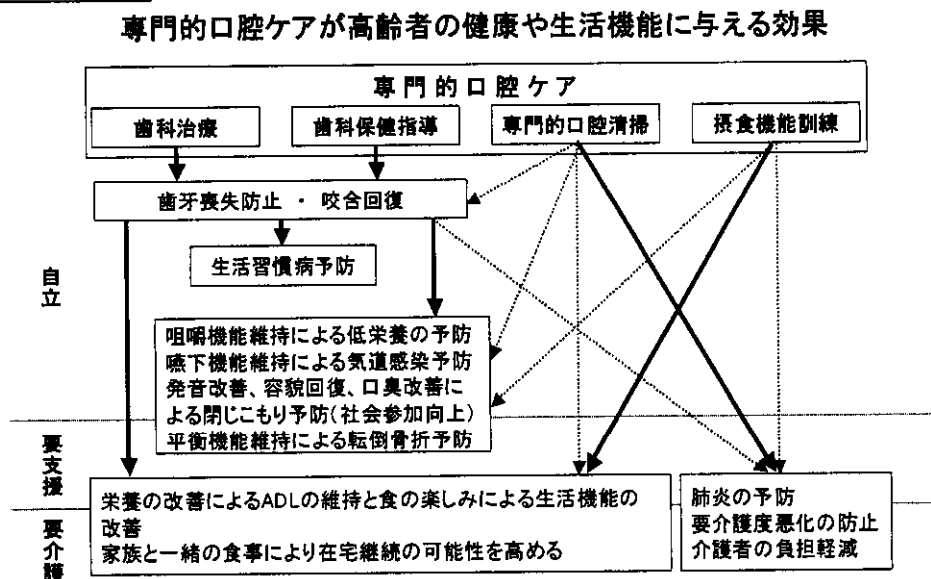 専門的口腔ケアが高齢者の健康や生活機能に与える効果
専門的口腔ケア
歯科治療
歯科保健指導
専門的口腔清掃
摂食機能訓練
歯牙喪失防止 ・ 咬合回復
生活習慣病予防
自立
咀嚼機能維持による低栄養の予防
嚥下機能維持による気道感染予防
発音改善、容貌回復、口臭改善に
よる閉じこもり予防(社会参加向上)
平衡機能維持による転倒骨折予防
要支援
栄養の改善によるADLの維持と食の楽しみによる生活機能の
改善
家族と一緒の食事により在宅継続の可能性を高める
肺炎の予防
要介護度悪化の防止
介護者の負担軽減
要介護